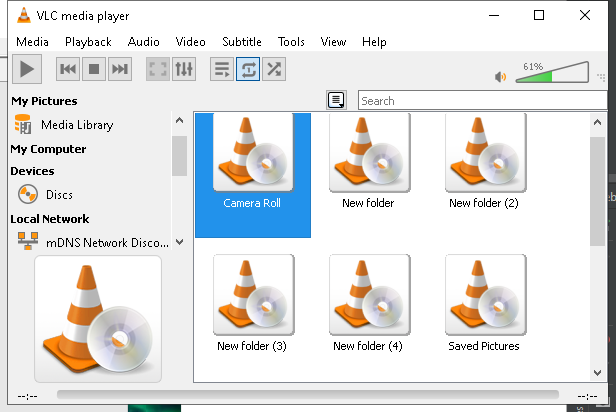 VLC media player
Media Playback Audio Video Subtitle Tools View Help
61%
Search
My Pictures
Media Library
My Computer
Devices
Discs
Local Network
mDNS Network Disco...
Camera Roll
New folder
New folder (2)
New folder (3)
New folder (4)
Saved Pictures
--:--
--:--